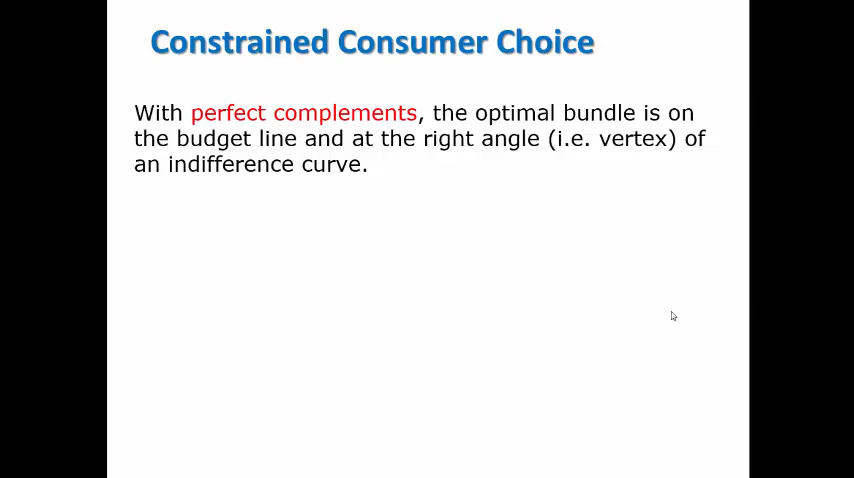 Constrained Consumer Choice
With perfect complements, the optimal bundle is on
the budget line and at the right angle (i.e. vertex) of
an indifference curve.